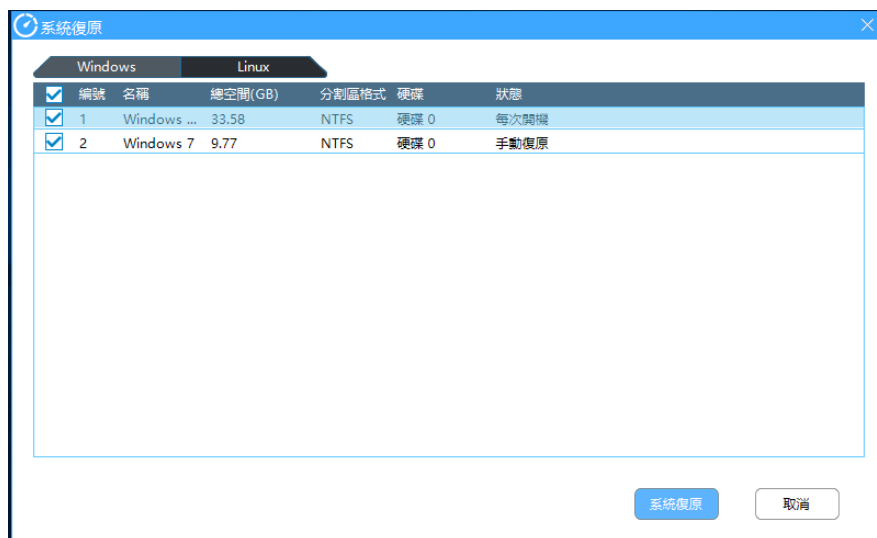 系統復原
Windows Linux
編號 名稱 總空間(GB) 分割區格式 硬碟 狀態
1 Windows ... 33.58 NTFS 硬碟 0 每次開機
2 Windows 7 9.77 NTFS 硬碟 0 手動復原
系統復原 取消